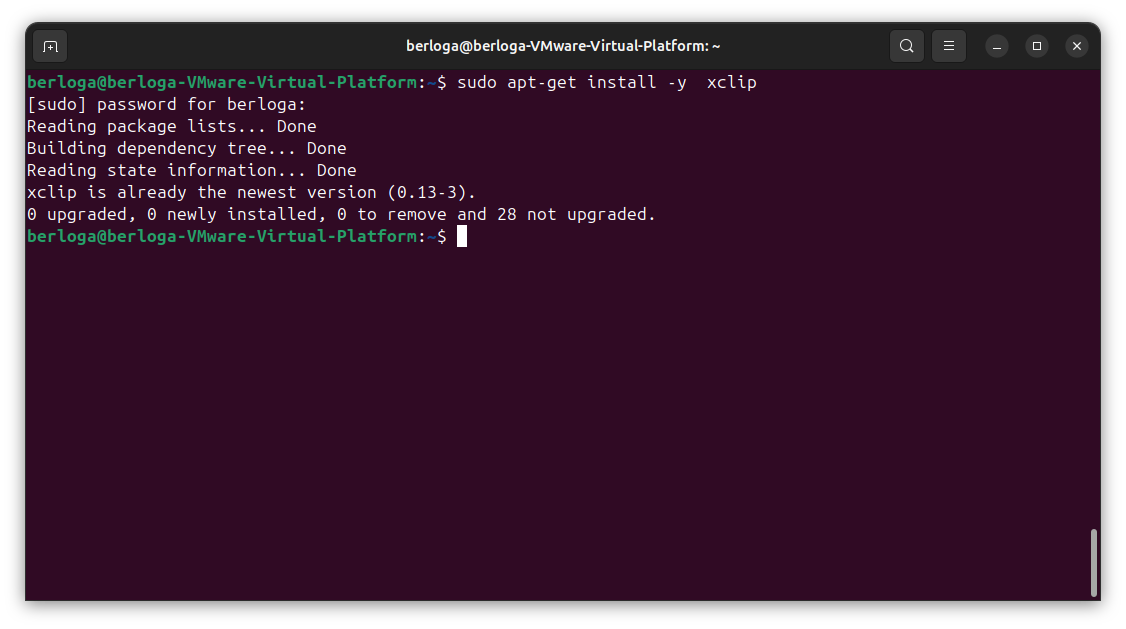 berloga@berloga-VMware-Virtual-Platform: ~
berloga@berloga-VMware-Virtual-Platform:~$ sudo apt-get install -y  xclip
[sudo] password for berloga:
Reading package lists... Done
Building dependency tree... Done
Reading state information... Done
xclip is already the newest version (0.13-3).
0 upgraded, 0 newly installed, 0 to remove and 28 not upgraded.
berloga@berloga-VMware-Virtual-Platform:~$